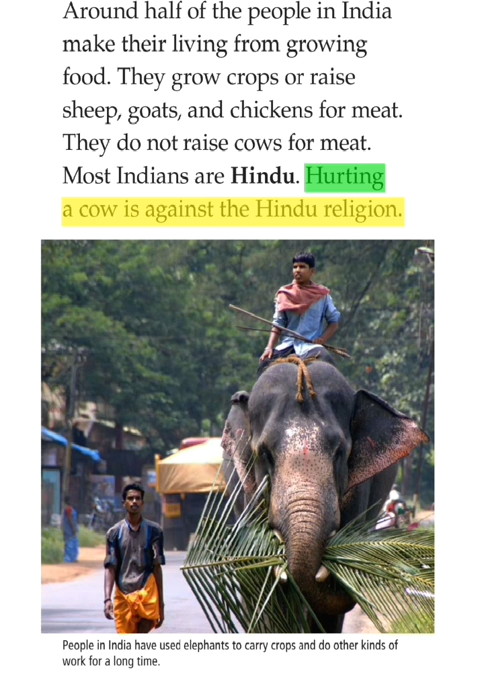 Around half of the people in India
make their living from growing
food. They grow crops or raise
sheep, goats, and chickens for meat.
They do not raise cows for meat.
Most Indians are Hindu. Hurting
a cow is against the Hindu religion.
People in India have used elephants to carry crops and do other kinds of
work for a long time.